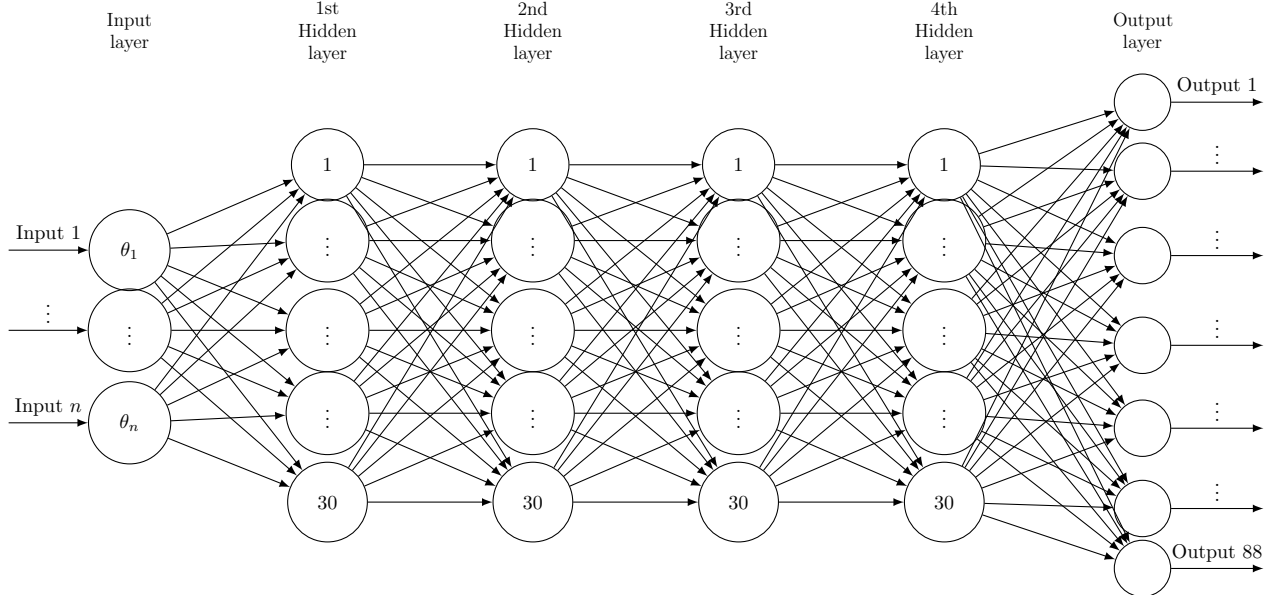 Input
layer
1st
Hidden
layer
2nd
Hidden
layer
3rd
Hidden
layer
4th
Hidden
layer
Output
layer
Input 1
⋮
Input n
θ₁
⋮
θₙ
1
⋮
⋮
⋮
30
1
⋮
⋮
⋮
30
1
⋮
⋮
⋮
30
1
⋮
⋮
⋮
30
Output 1
⋮
⋮
⋮
⋮
⋮
Output 88